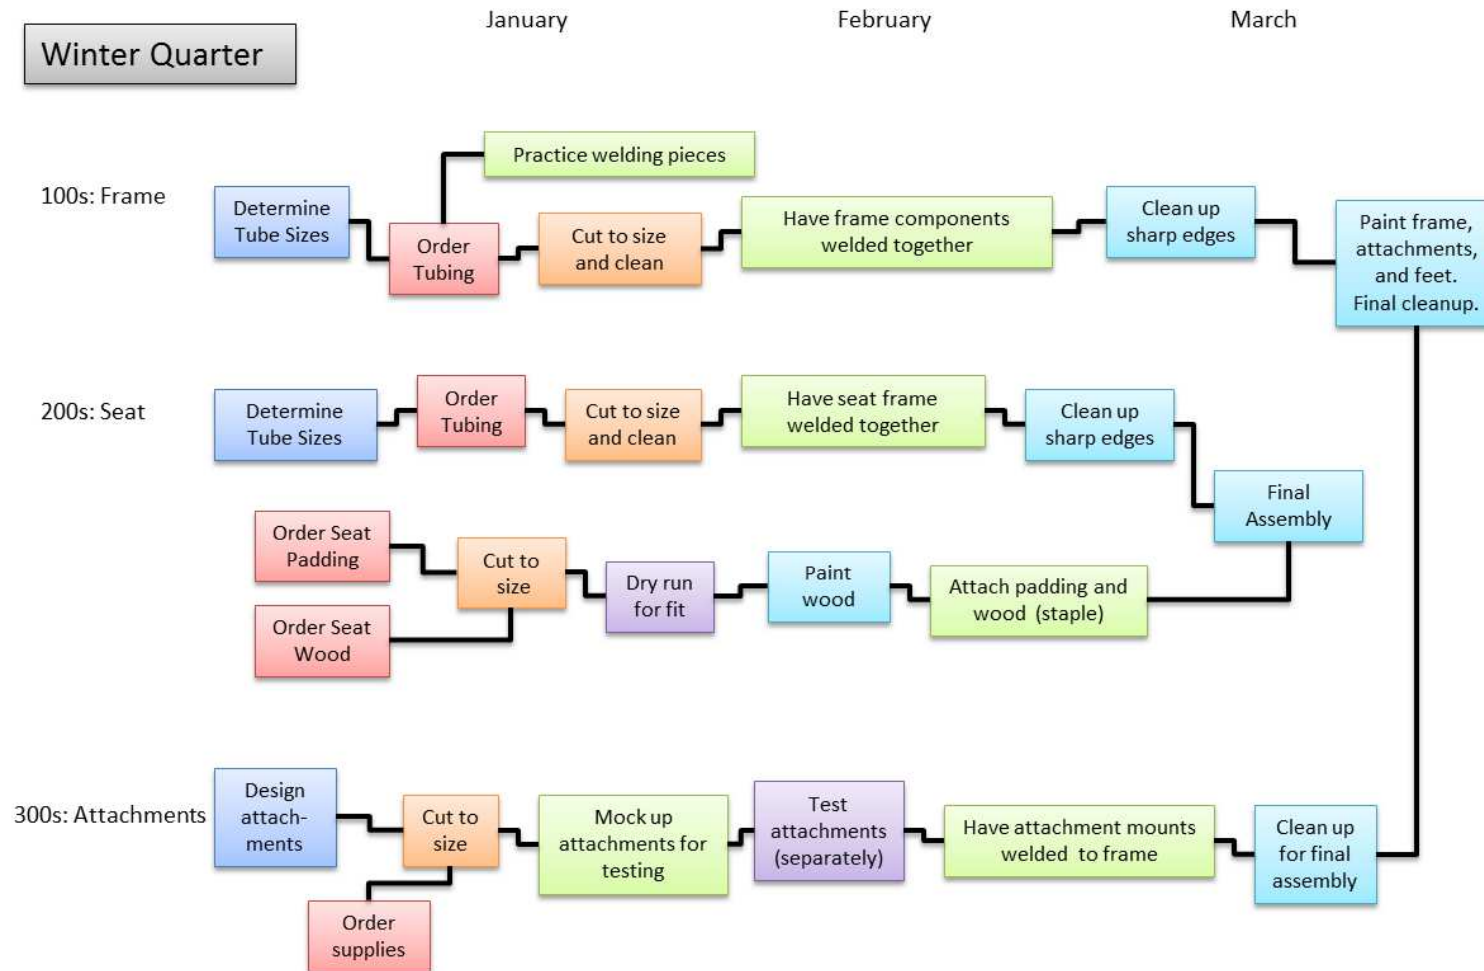 January
February
March
Winter Quarter
100s: Frame
Practice welding pieces
Determine
Tube Sizes
Order
Tubing
Cut to size
and clean
Have frame components
welded together
Clean up
sharp edges
Paint frame,
attachments,
and feet.
Final cleanup.
200s: Seat
Determine
Tube Sizes
Order
Tubing
Cut to size
and clean
Have seat frame
welded together
Clean up
sharp edges
Final
Assembly
Order Seat
Padding
Order Seat
Wood
Cut to
size
Dry run
for fit
Paint
wood
Attach padding and
wood (staple)
300s: Attachments
Design
attach-
ments
Order
supplies
Cut to
size
Mock up
attachments for
testing
Test
attachments
(separately)
Have attachment mounts
welded to frame
Clean up
for final
assembly